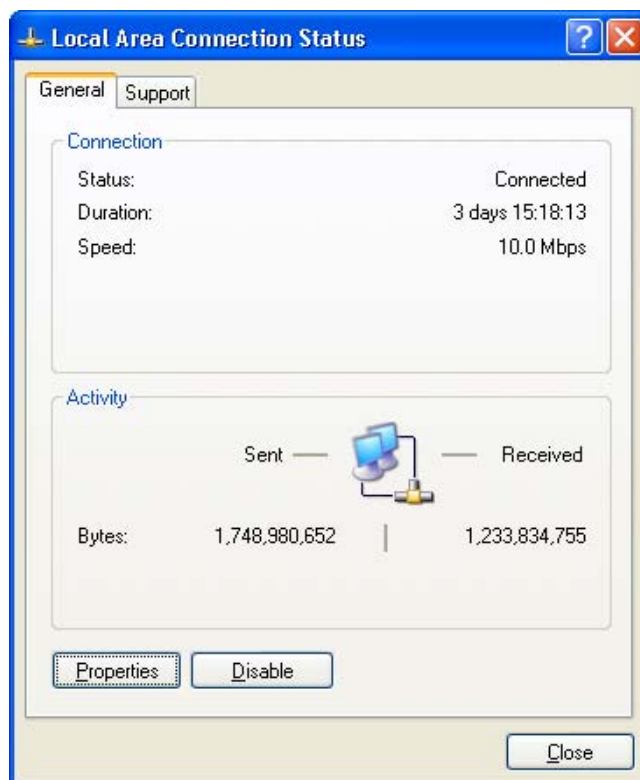 Local Area Connection Status
General Support
Connection
Status: Connected
Duration: 3 days 15:18:13
Speed: 10.0 Mbps
Activity
Sent Received
Bytes: 1,748,980,652 1,233,834,755
Properties Disable
Close